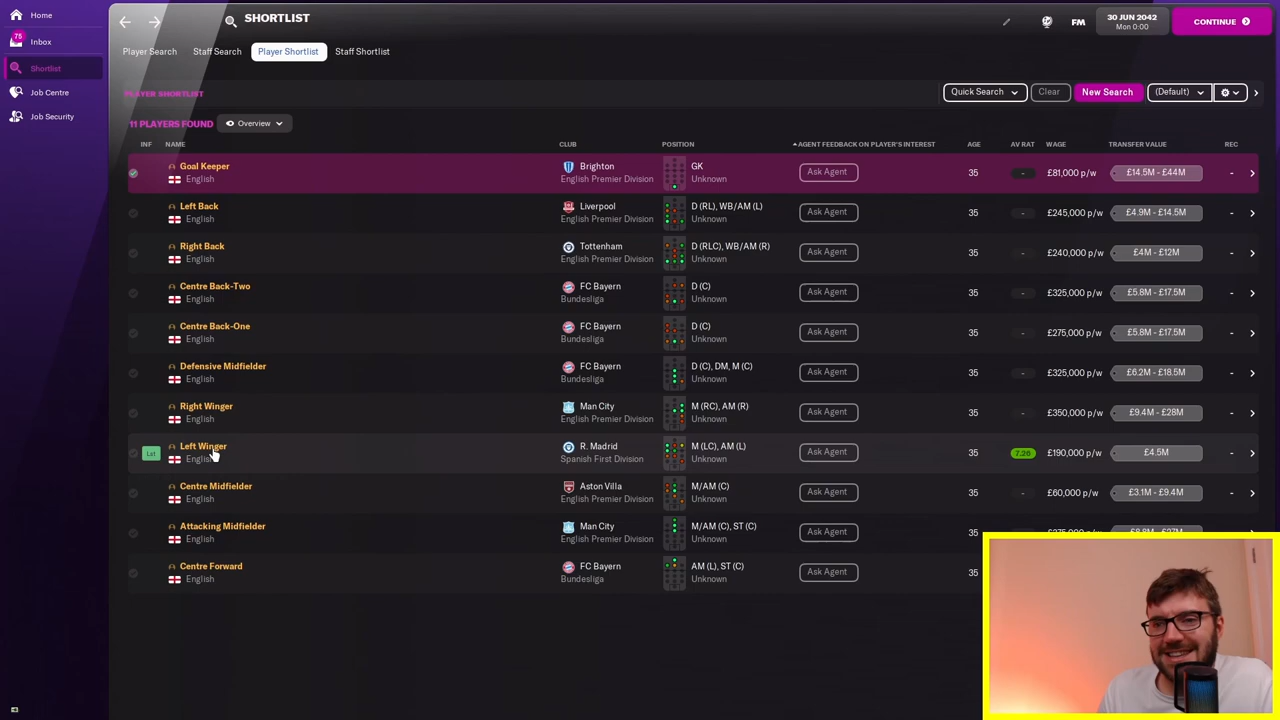 Home
SHORTLIST
30 JUN 2042
Mon 0:00
FM
CONTINUE
75
Inbox
Shortlist
Job Centre
Job Security
Player Search
Staff Search
Player Shortlist
Staff Shortlist
PLAYER SHORTLIST
Quick Search
Clear
New Search
(Default)
11 PLAYERS FOUND
Overview
INF NAME CLUB POSITION AGENT FEEDBACK ON PLAYER'S INTEREST AGE AV RAT WAGE TRANSFER VALUE REC
Goal Keeper Brighton GK Ask Agent 35 - £81,000 p/w £14.5M - £44M -
English English Premier Division Unknown
Left Back Liverpool D (RL), WB/AM (L) Ask Agent 35 - £245,000 p/w £4.9M - £14.5M -
English English Premier Division Unknown
Right Back Tottenham D (RLC), WB/AM (R) Ask Agent 35 - £240,000 p/w £4M - £12M -
English English Premier Division Unknown
Centre Back-Two FC Bayern D (C) Ask Agent 35 - £325,000 p/w £5.8M - £17.5M -
English Bundesliga Unknown
Centre Back-One FC Bayern D (C) Ask Agent 35 - £275,000 p/w £5.8M - £17.5M -
English Bundesliga Unknown
Defensive Midfielder FC Bayern D (C), DM, M (C) Ask Agent 35 - £325,000 p/w £6.2M - £18.5M -
English Bundesliga Unknown
Right Winger Man City M (RC), AM (R) Ask Agent 35 - £350,000 p/w £9.4M - £28M -
English English Premier Division Unknown
Lst Left Winger R. Madrid M (LC), AM (L) Ask Agent 35 7.26 £190,000 p/w £4.5M -
English Spanish First Division Unknown
Centre Midfielder Aston Villa M/AM (C) Ask Agent 35 - £60,000 p/w £3.1M - £9.4M -
English English Premier Division Unknown
Attacking Midfielder Man City M/AM (C), ST (C) Ask Agent 35
English English Premier Division Unknown
Centre Forward FC Bayern AM (L), ST (C) Ask Agent 35
English Bundesliga Unknown